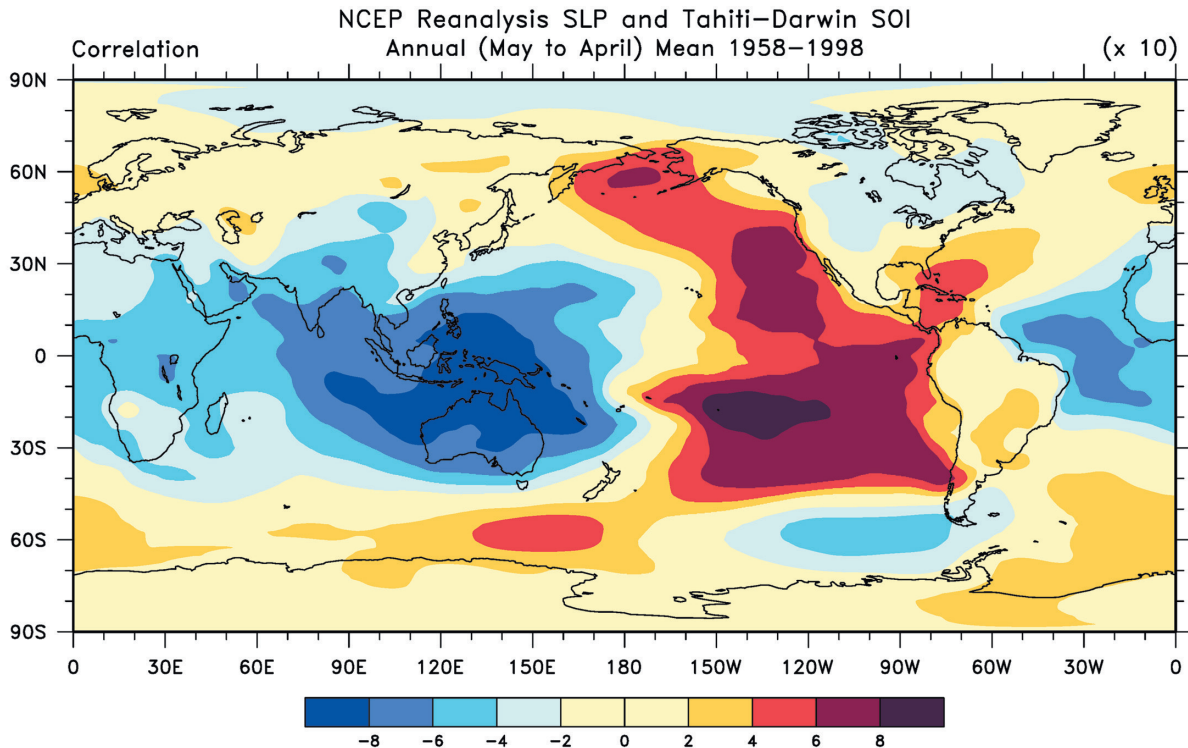 NCEP Reanalysis SLP and Tahiti–Darwin SOI
Correlation Annual (May to April) Mean 1958–1998 (x 10)
90N
60N
30N
0
30S
60S
90S
0 30E 60E 90E 120E 150E 180 150W 120W 90W 60W 30W 0
−8 −6 −4 −2 0 2 4 6 8